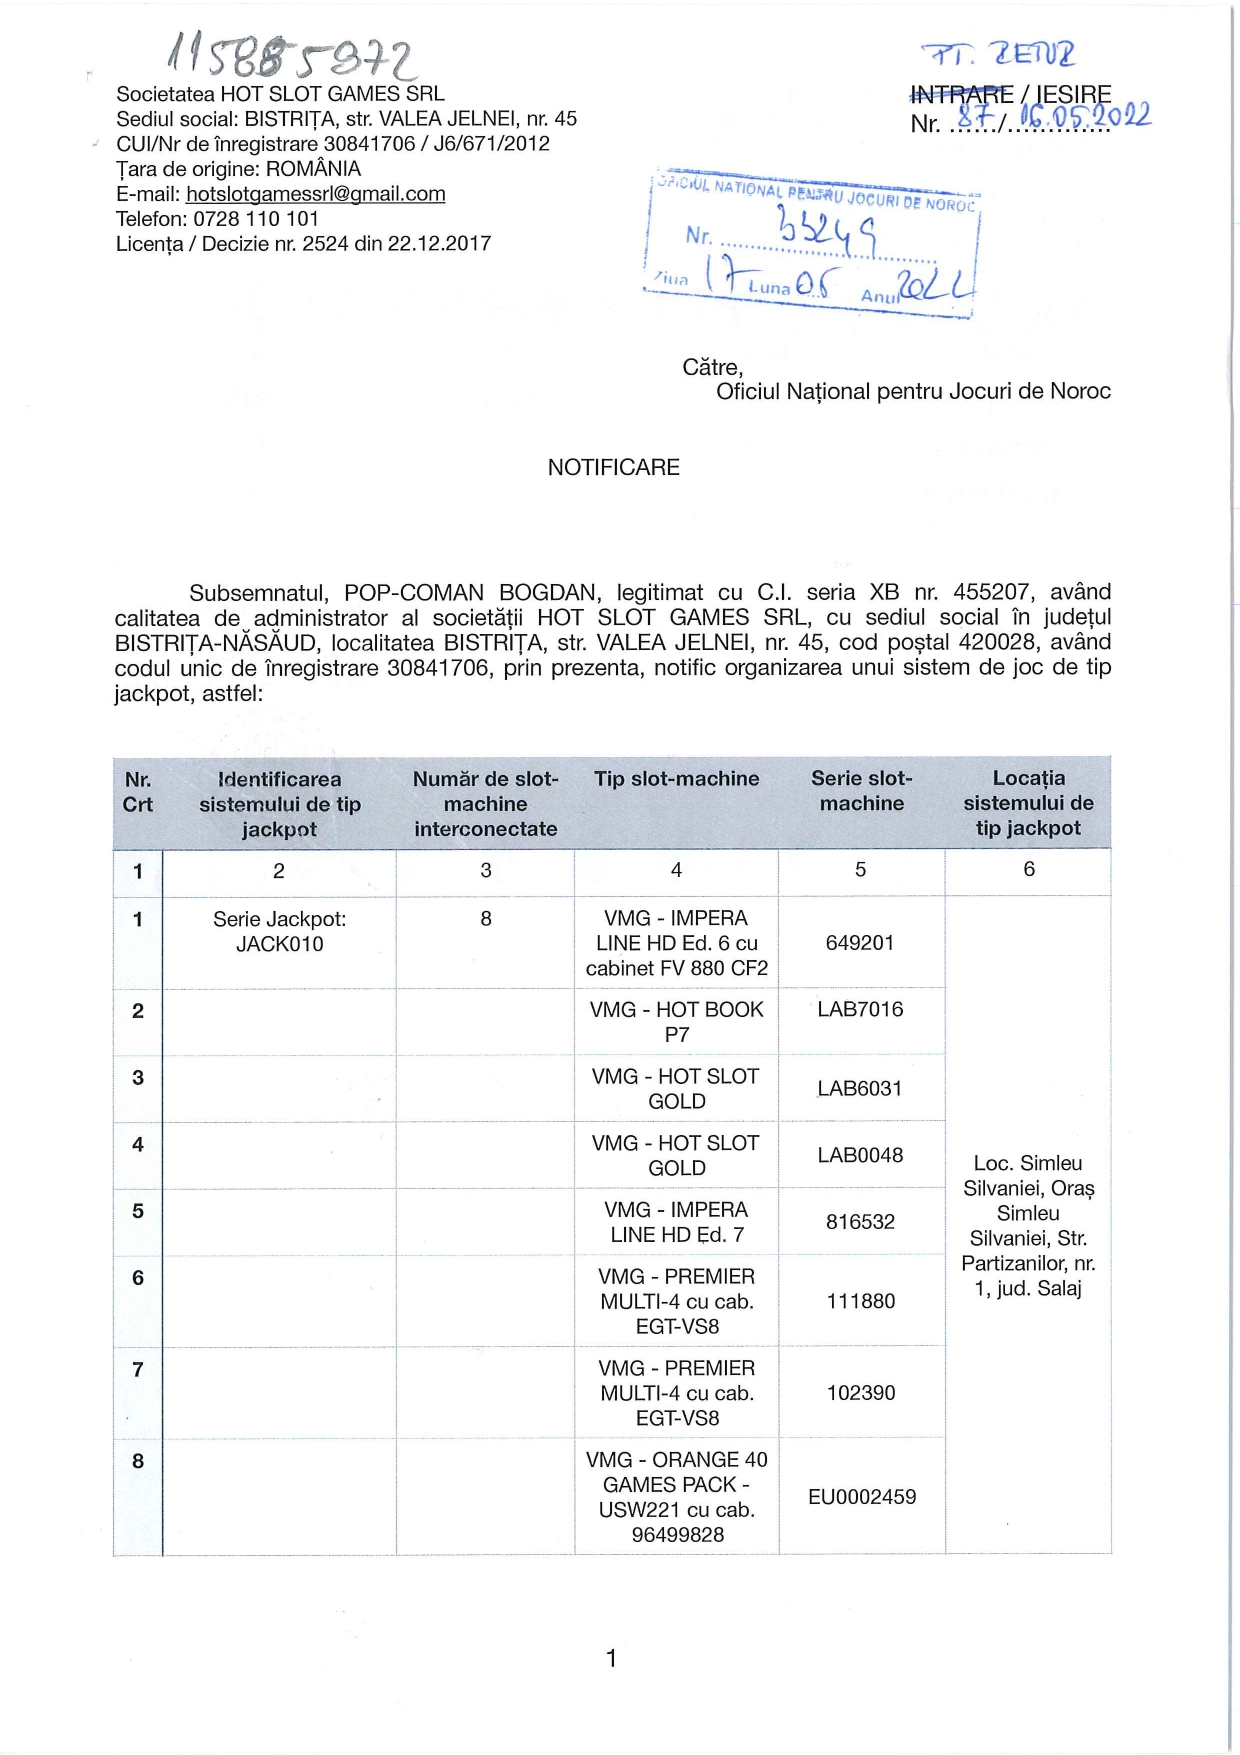 115885972
Societatea HOT SLOT GAMES SRL
Sediul social: BISTRIȚA, str. VALEA JELNEI, nr. 45
CUI/Nr de înregistrare 30841706 / J6/671/2012
Țara de origine: ROMÂNIA
E-mail: hotslotgamessrl@gmail.com
Telefon: 0728 110 101
Licența / Decizie nr. 2524 din 22.12.2017
INTRARE / IESIRE
Nr. 87 / 16.05.2022
OFICIUL NAȚIONAL PENTRU JOCURI DE NOROC
Nr. 33249
Ziua 17 Luna 05 Anul 2022
Către,
Oficiul Național pentru Jocuri de Noroc
NOTIFICARE
Subsemnatul, POP-COMAN BOGDAN, legitimat cu C.I. seria XB nr. 455207, având
calitatea de administrator al societății HOT SLOT GAMES SRL, cu sediul social în județul
BISTRIȚA-NĂSĂUD, localitatea BISTRIȚA, str. VALEA JELNEI, nr. 45, cod poștal 420028, având
codul unic de înregistrare 30841706, prin prezenta, notific organizarea unui sistem de joc de tip
jackpot, astfel:
Nr. Crt
Identificarea sistemului de tip jackpot
Număr de slot-machine interconectate
Tip slot-machine
Serie slot-machine
Locația sistemului de tip jackpot
1 2 3 4 5 6
1 Serie Jackpot: JACK010 8 VMG - IMPERA LINE HD Ed. 6 cu cabinet FV 880 CF2 649201
2 VMG - HOT BOOK P7 LAB7016
3 VMG - HOT SLOT GOLD LAB6031
4 VMG - HOT SLOT GOLD LAB0048
5 VMG - IMPERA LINE HD Ed. 7 816532
6 VMG - PREMIER MULTI-4 cu cab. EGT-VS8 111880
7 VMG - PREMIER MULTI-4 cu cab. EGT-VS8 102390
8 VMG - ORANGE 40 GAMES PACK - USW221 cu cab. 96499828 EU0002459
Loc. Simleu
Silvaniei, Oraș
Simleu
Silvaniei, Str.
Partizanilor, nr.
1, jud. Salaj
1